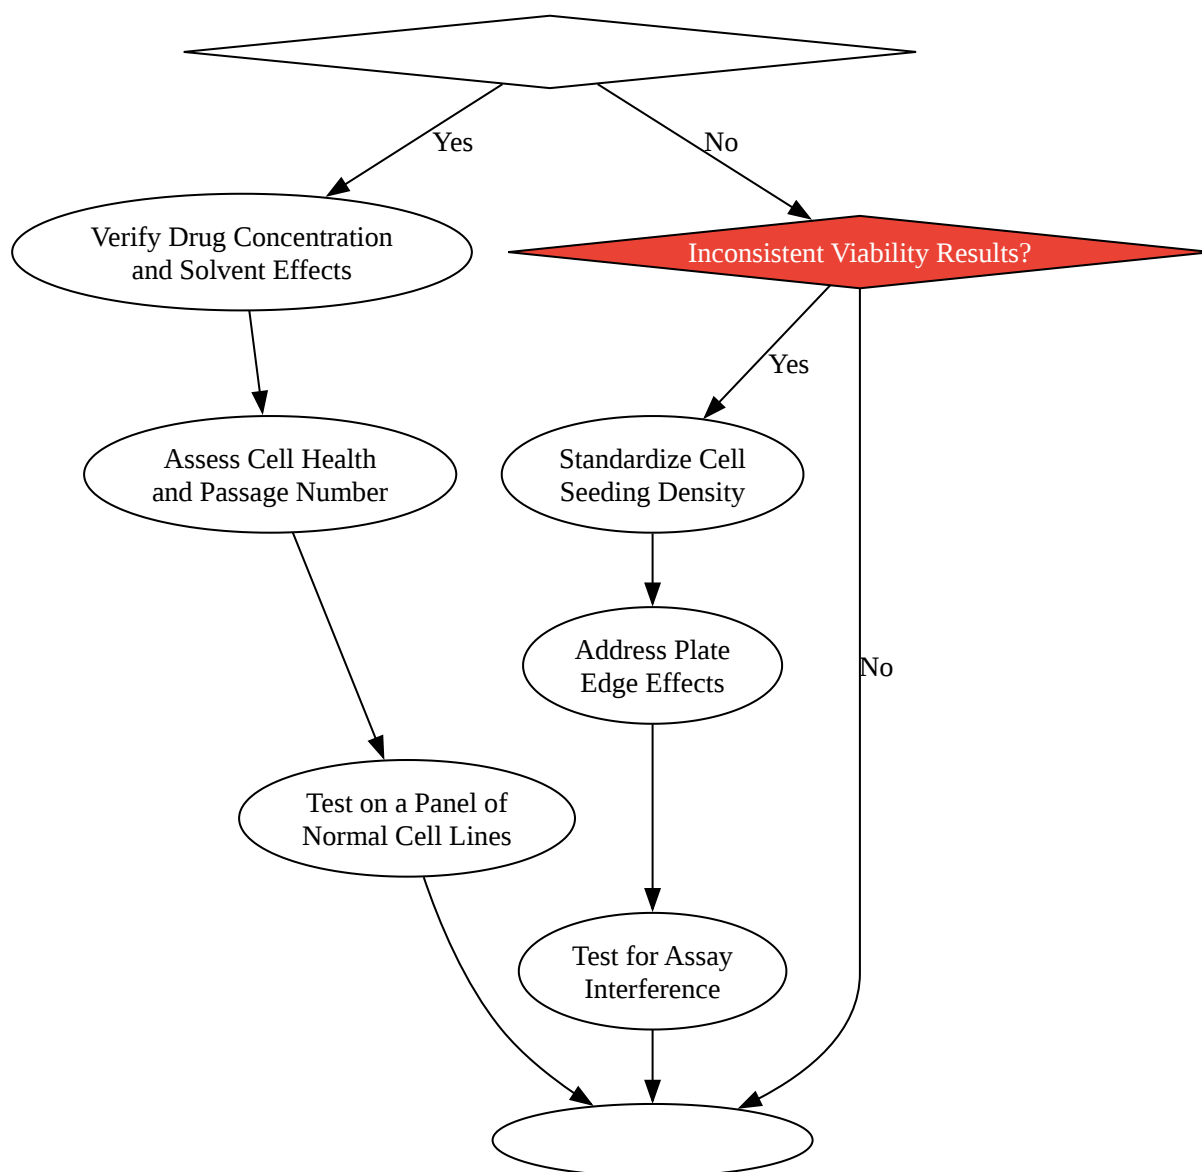 Yes
No
Verify Drug Concentration
and Solvent Effects
Inconsistent Viability Results?
Yes
Assess Cell Health
and Passage Number
Standardize Cell
Seeding Density
Address Plate
Edge Effects
No
Test on a Panel of
Normal Cell Lines
Test for Assay
Interference